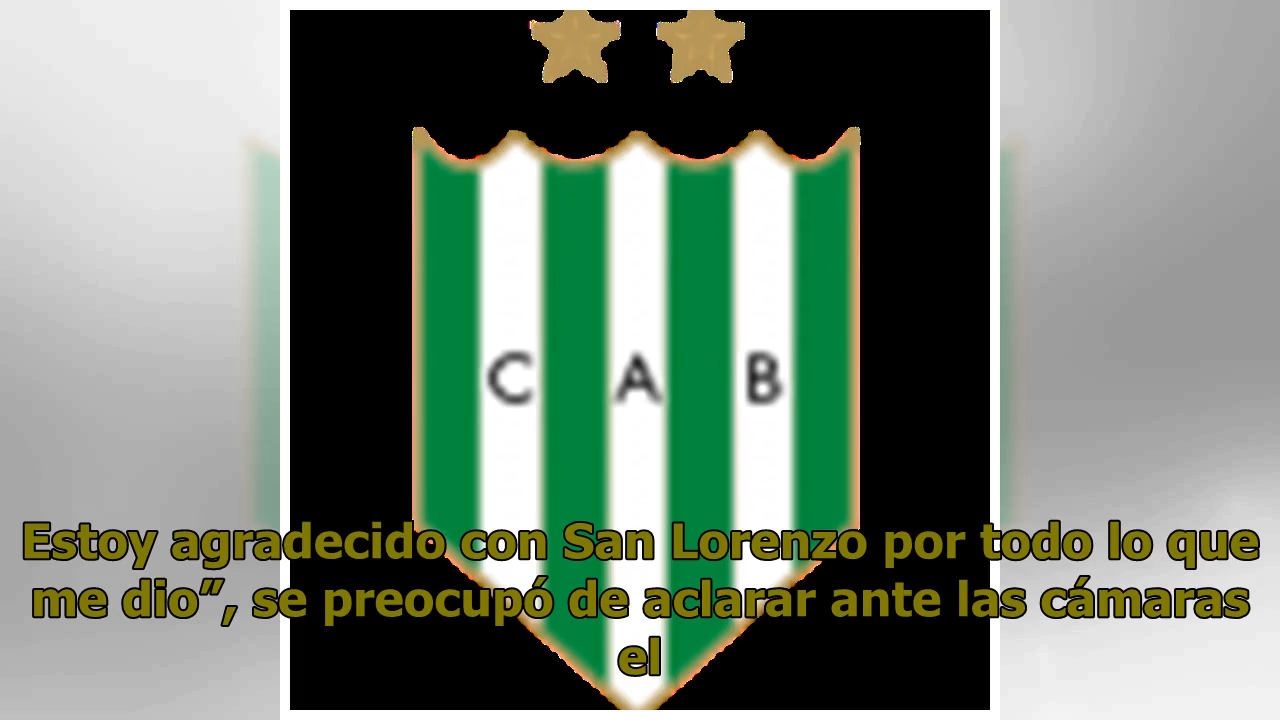 C A B
Estoy agradecido con San Lorenzo por todo lo que
me dio”, se preocupó de aclarar ante las cámaras
el